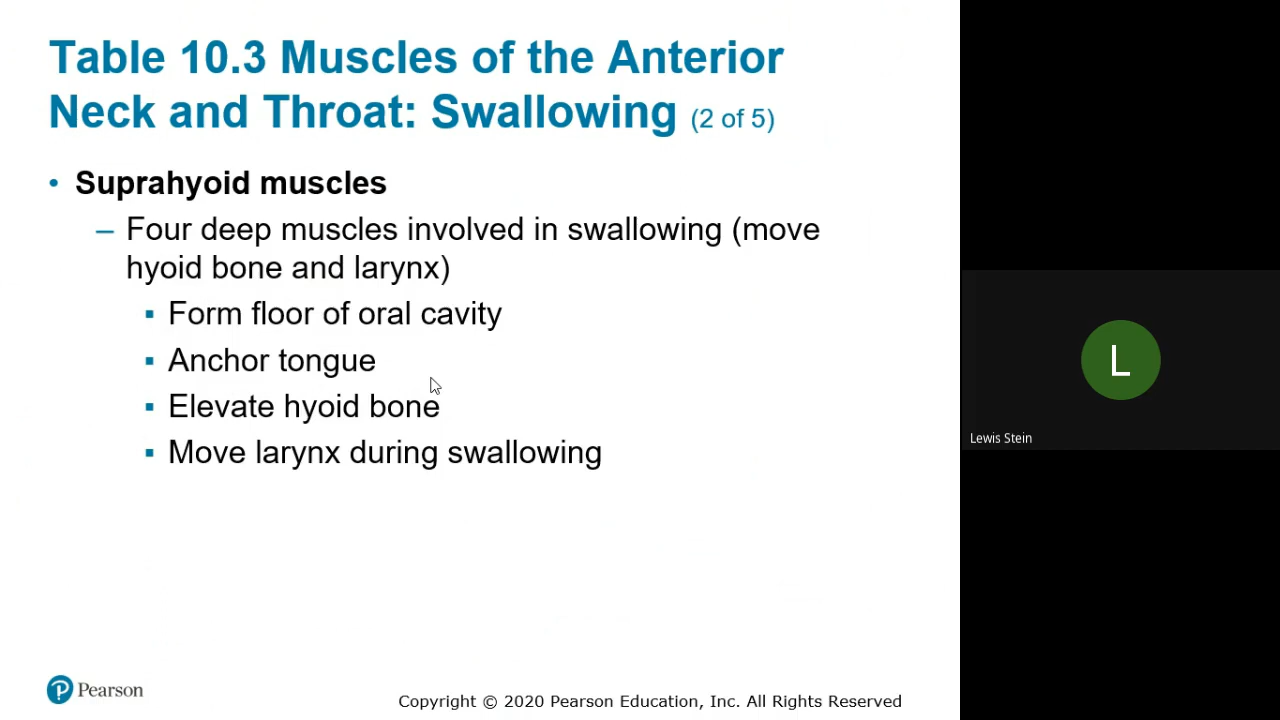 Table 10.3 Muscles of the Anterior
Neck and Throat: Swallowing (2 of 5)
• Suprahyoid muscles
– Four deep muscles involved in swallowing (move
hyoid bone and larynx)
▪ Form floor of oral cavity
▪ Anchor tongue
▪ Elevate hyoid bone
▪ Move larynx during swallowing
L
Lewis Stein
Pearson
Copyright © 2020 Pearson Education, Inc. All Rights Reserved